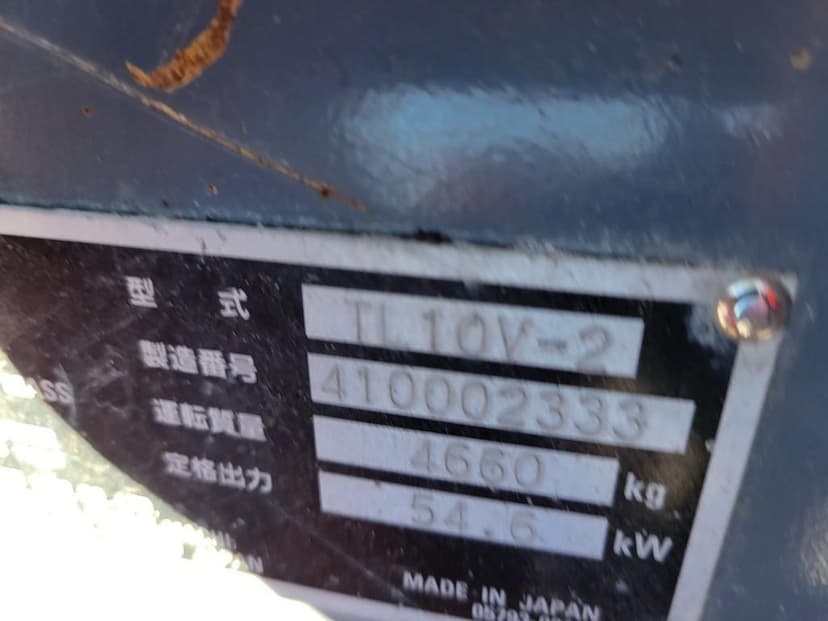 型式 TL10V-2
製造番号 410002333
運転質量 4660 kg
定格出力 54.6 kW
MADE IN JAPAN